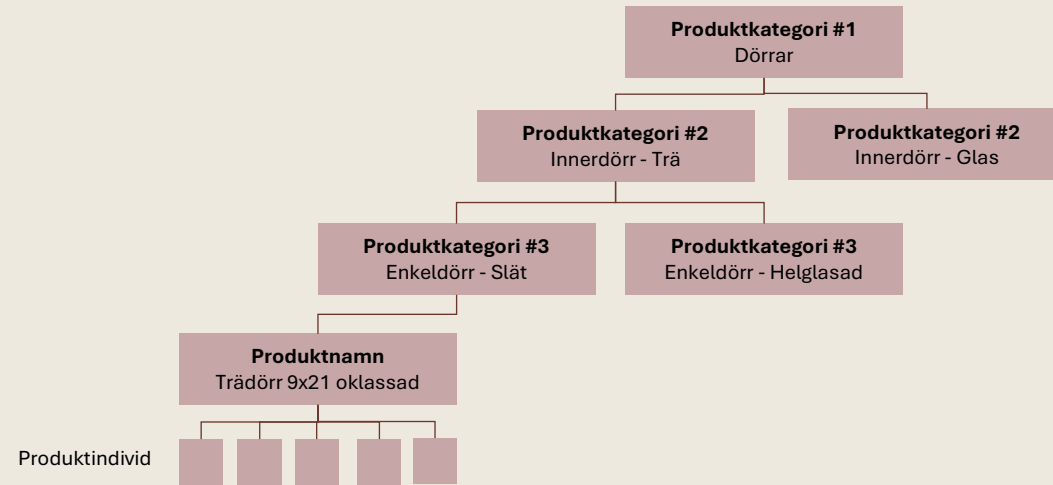 Produktkategori #1
Dörrar
Produktkategori #2
Innerdörr - Trä
Produktkategori #2
Innerdörr - Glas
Produktkategori #3
Enkeldörr - Slät
Produktkategori #3
Enkeldörr - Helglasad
Produktnamn
Trädörr 9x21 oklassad
Produktindivid